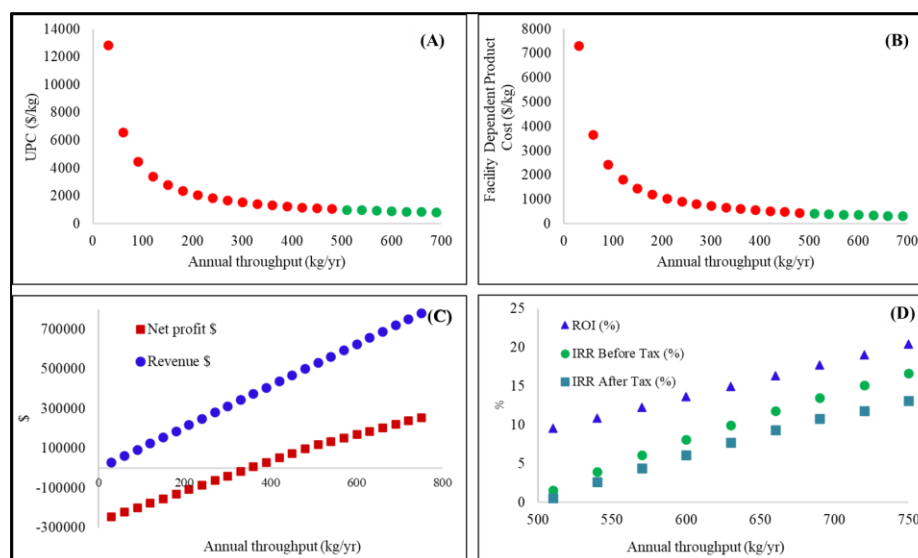 (A)
UPC ($/kg)
14000
12000
10000
8000
6000
4000
2000
0
0 100 200 300 400 500 600 700
Annual throughput (kg/yr)
(B)
Facility Dependent Product
Cost ($/kg)
8000
7000
6000
5000
4000
3000
2000
1000
0
0 100 200 300 400 500 600 700
Annual throughput (kg/yr)
(C)
Net profit $
Revenue $
$
700000
500000
300000
100000
-100000
-300000
0 200 400 600 800
Annual throughput (kg/yr)
(D)
ROI (%)
IRR Before Tax (%)
IRR After Tax (%)
%
25
20
15
10
5
0
500 550 600 650 700 750
Annual throughput (kg/yr)